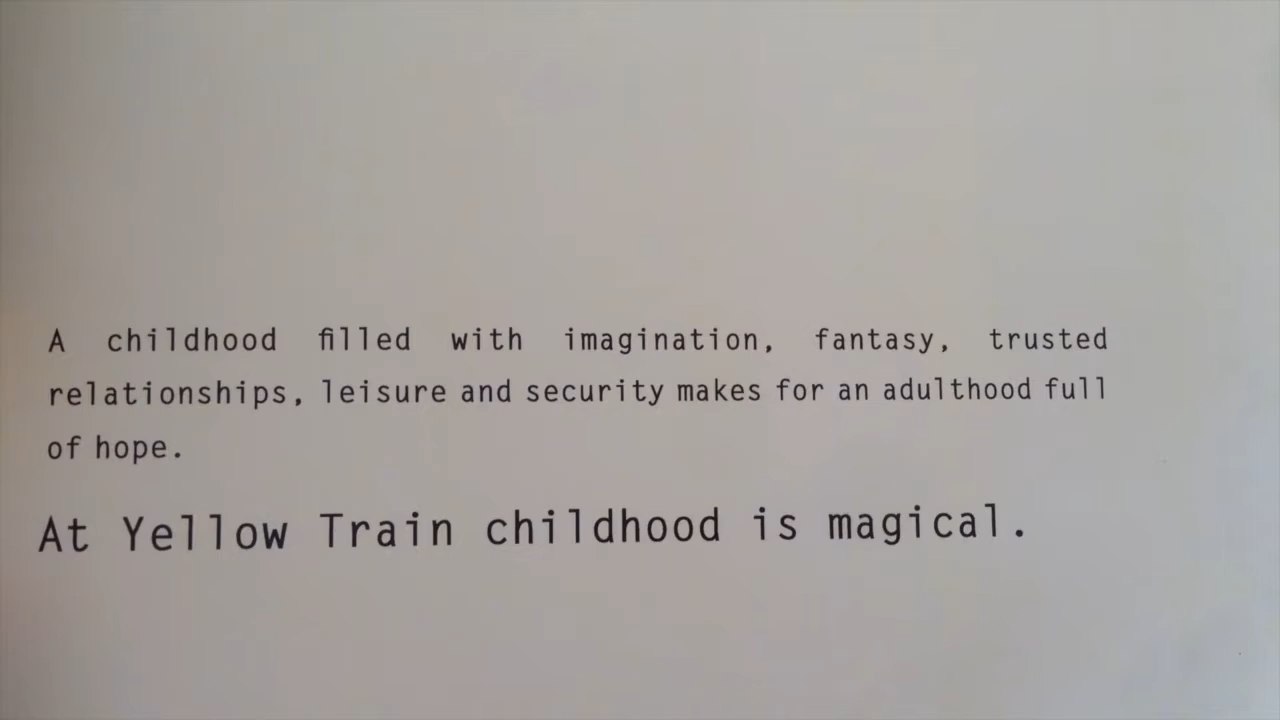 A childhood filled with imagination, fantasy, trusted
relationships, leisure and security makes for an adulthood full
of hope.
At Yellow Train childhood is magical.